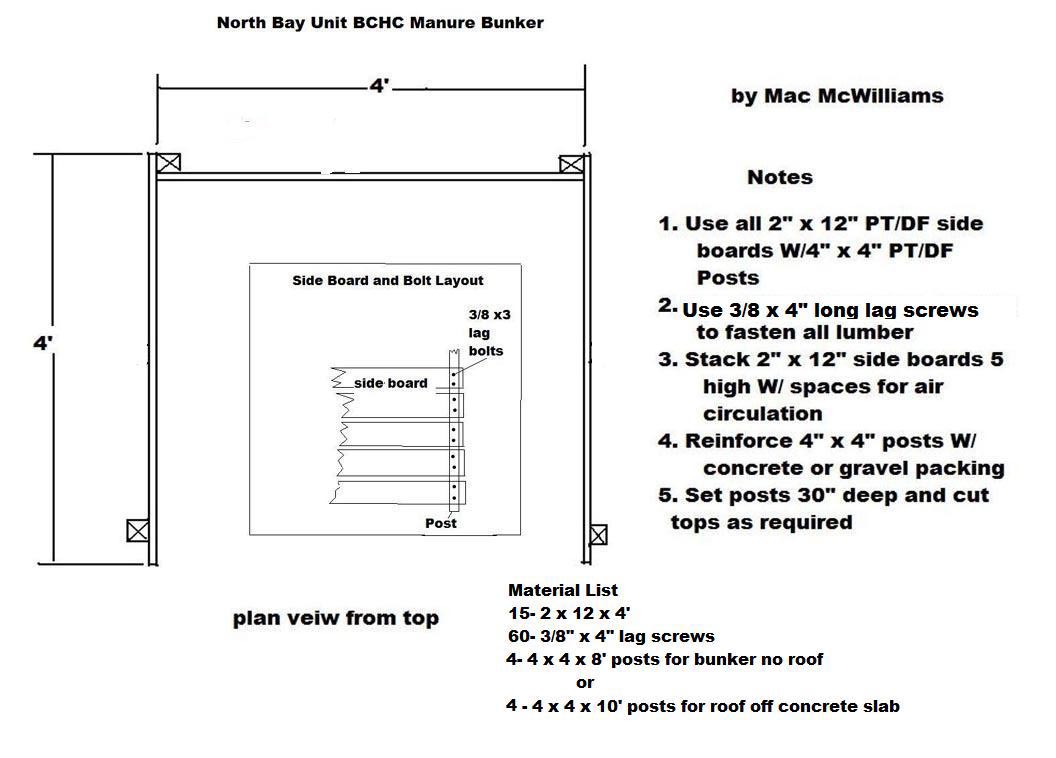 North Bay Unit BCHC Manure Bunker
4'
by Mac McWilliams
4'
Notes
1. Use all 2" x 12" PT/DF side
boards W/4" x 4" PT/DF
Posts
2. Use 3/8 x 4" long lag screws
to fasten all lumber
3. Stack 2" x 12" side boards 5
high W/ spaces for air
circulation
4. Reinforce 4" x 4" posts W/
concrete or gravel packing
5. Set posts 30" deep and cut
tops as required
Side Board and Bolt Layout
3/8 x3
lag
bolts
side board
Post
plan veiw from top
Material List
15- 2 x 12 x 4'
60- 3/8" x 4" lag screws
4- 4 x 4 x 8' posts for bunker no roof
or
4 - 4 x 4 x 10' posts for roof off concrete slab